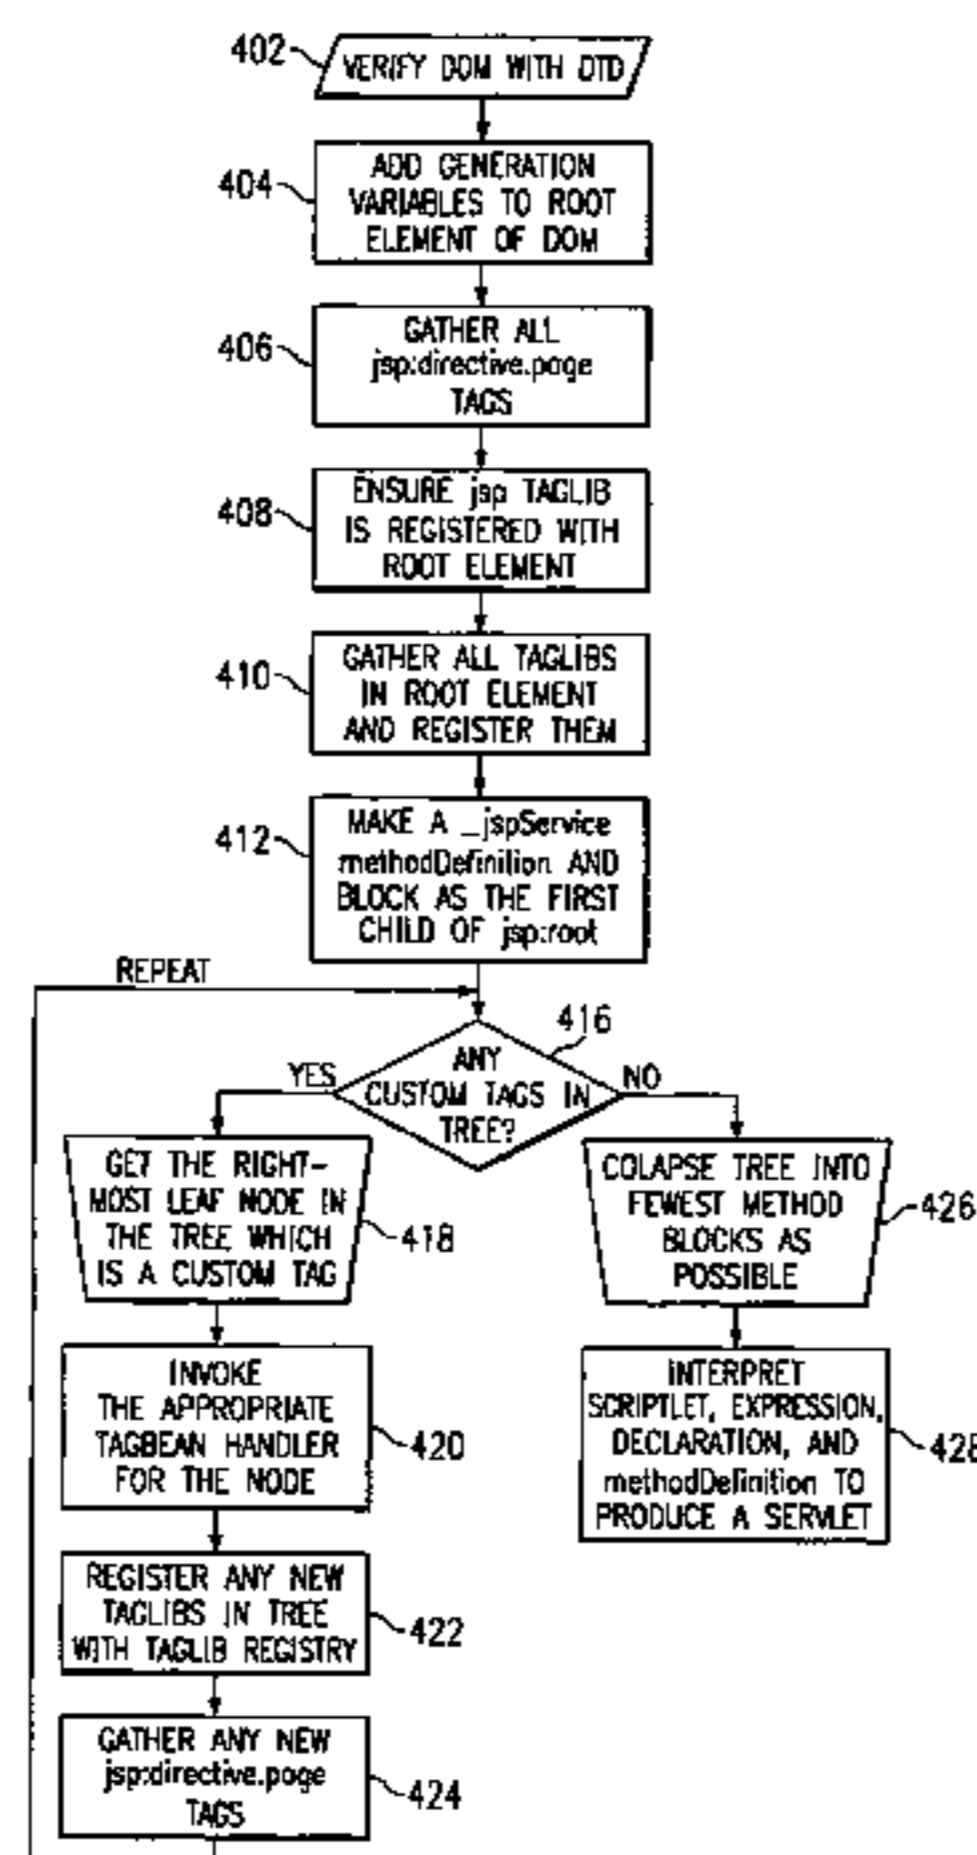 402
VERIFY DOM WITH DTD
404
ADD GENERATION
VARIABLES TO ROOT
ELEMENT OF DOM
406
GATHER ALL
jsp:directive.page
TAGS
408
ENSURE jsp TAGLIB
IS REGISTERED WITH
ROOT ELEMENT
410
GATHER ALL TAGLIBS
IN ROOT ELEMENT
AND REGISTER THEM
412
MAKE A _jspService
methodDefinition AND
BLOCK AS THE FIRST
CHILD OF jsp:root
REPEAT
416
ANY
CUSTOM TAGS IN
TREE?
YES
NO
GET THE RIGHT-
MOST LEAF NODE IN
THE TREE WHICH
IS A CUSTOM TAG
418
COLAPSE TREE INTO
FEWEST METHOD
BLOCKS AS
POSSIBLE
426
INVOKE
THE APPROPRIATE
TAGBEAN HANDLER
FOR THE NODE
420
INTERPRET
SCRIPTLET, EXPRESSION,
DECLARATION, AND
methodDefinition TO
PRODUCE A SERVLET
428
REGISTER ANY NEW
TAGLIBS IN TREE
WITH TAGLIB REGISTRY
422
GATHER ANY NEW
jsp:directive.page
TAGS
424